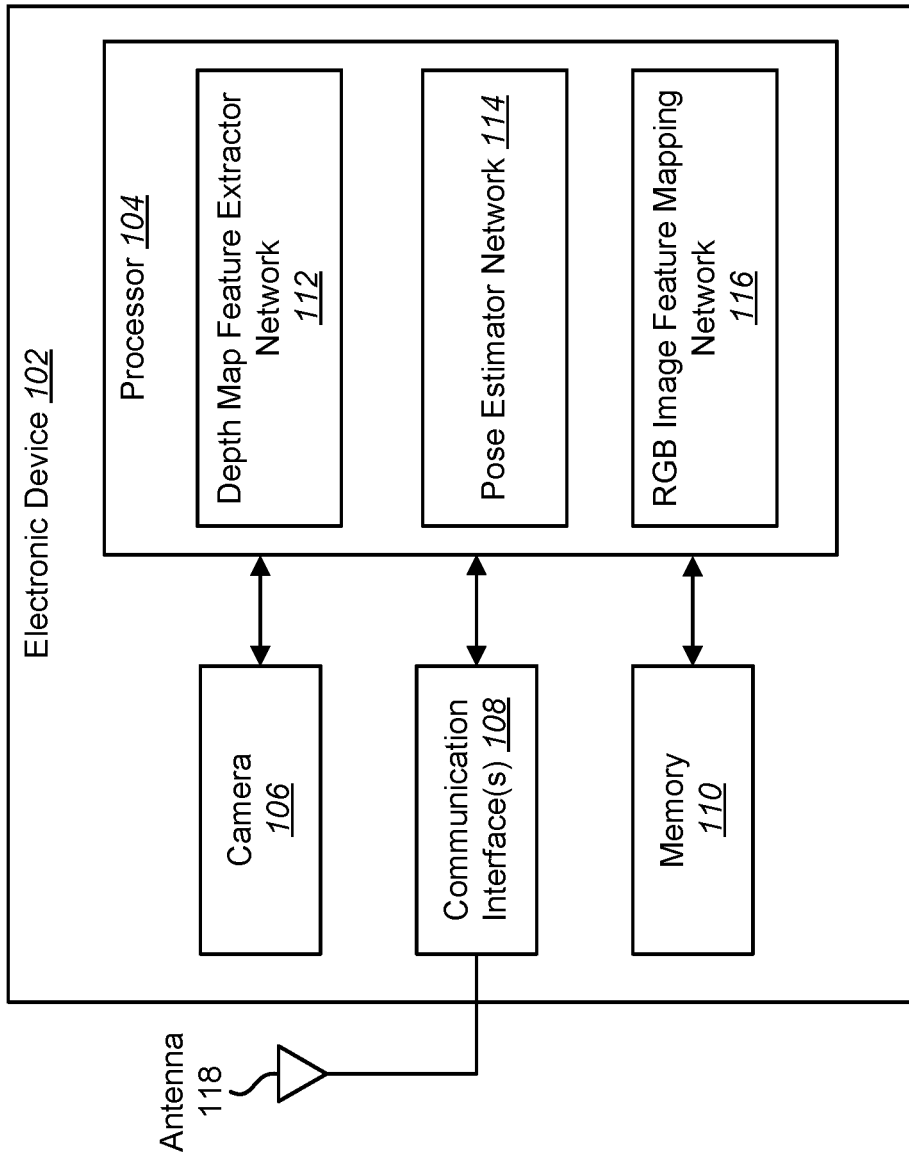 Electronic Device 102
Processor 104
Depth Map Feature Extractor
Network
112
Pose Estimator Network 114
RGB Image Feature Mapping
Network
116
Camera
106
Communication
Interface(s) 108
Memory
110
Antenna
118